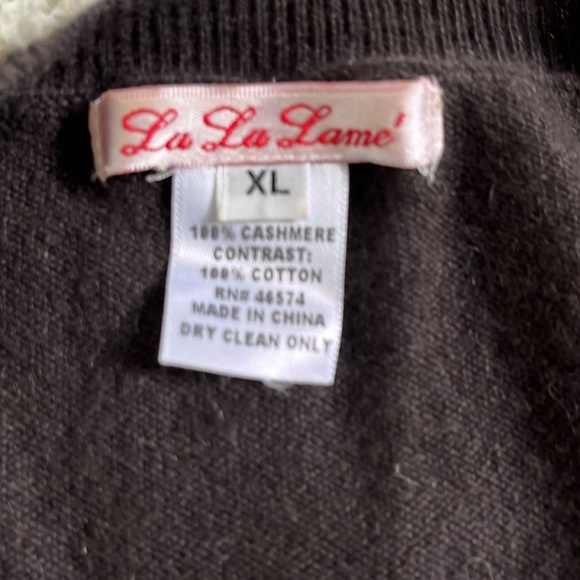 La La Lame'
XL
100% CASHMERE
CONTRAST:
100% COTTON
RN# 46574
MADE IN CHINA
DRY CLEAN ONLY